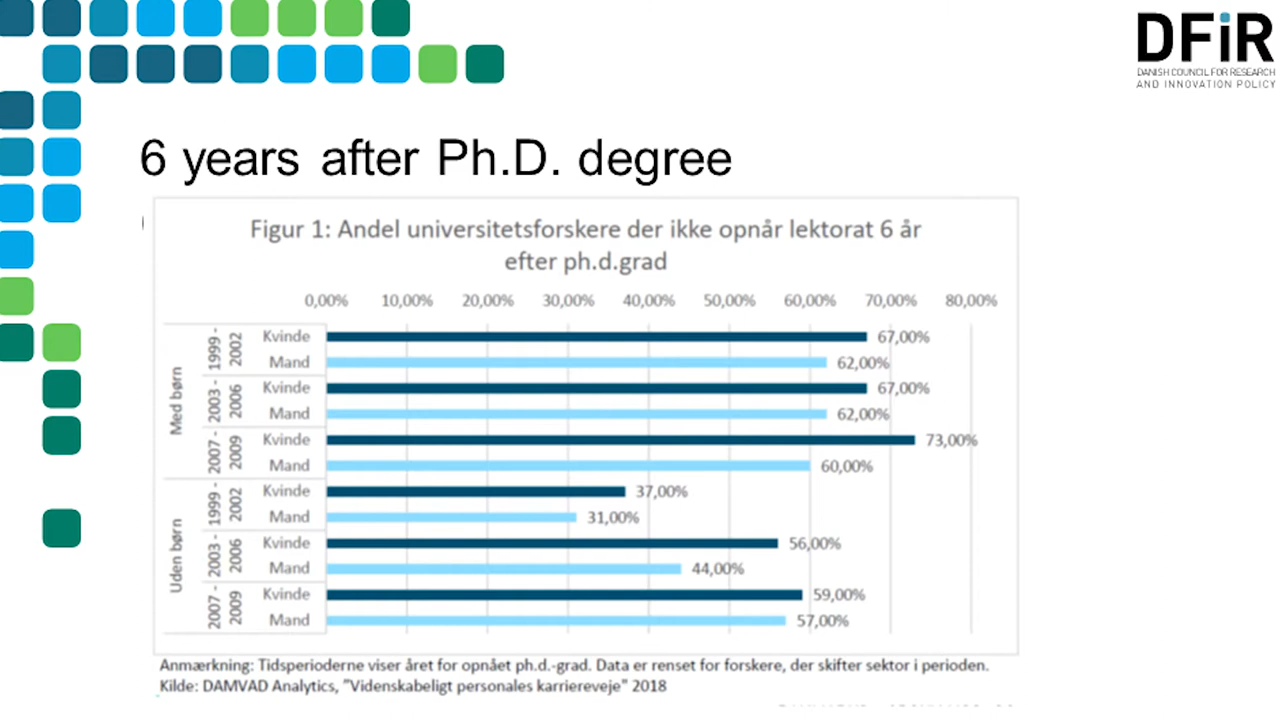 DFiR
DANISH COUNCIL FOR RESEARCH
AND INNOVATION POLICY
6 years after Ph.D. degree
Figur 1: Andel universitetsforskere der ikke opnår lektorat 6 år
efter ph.d.grad
0,00% 10,00% 20,00% 30,00% 40,00% 50,00% 60,00% 70,00% 80,00%
Med børn
1999 - 2002
Kvinde 67,00%
Mand 62,00%
2003 - 2006
Kvinde 67,00%
Mand 62,00%
2007 - 2009
Kvinde 73,00%
Mand 60,00%
Uden børn
1999 - 2002
Kvinde 37,00%
Mand 31,00%
2003 - 2006
Kvinde 56,00%
Mand 44,00%
2007 - 2009
Kvinde 59,00%
Mand 57,00%
Anmærkning: Tidsperioderne viser året for opnået ph.d.-grad. Data er renset for forskere, der skifter sektor i perioden.
Kilde: DAMVAD Analytics, "Videnskabeligt personales karriereveje" 2018